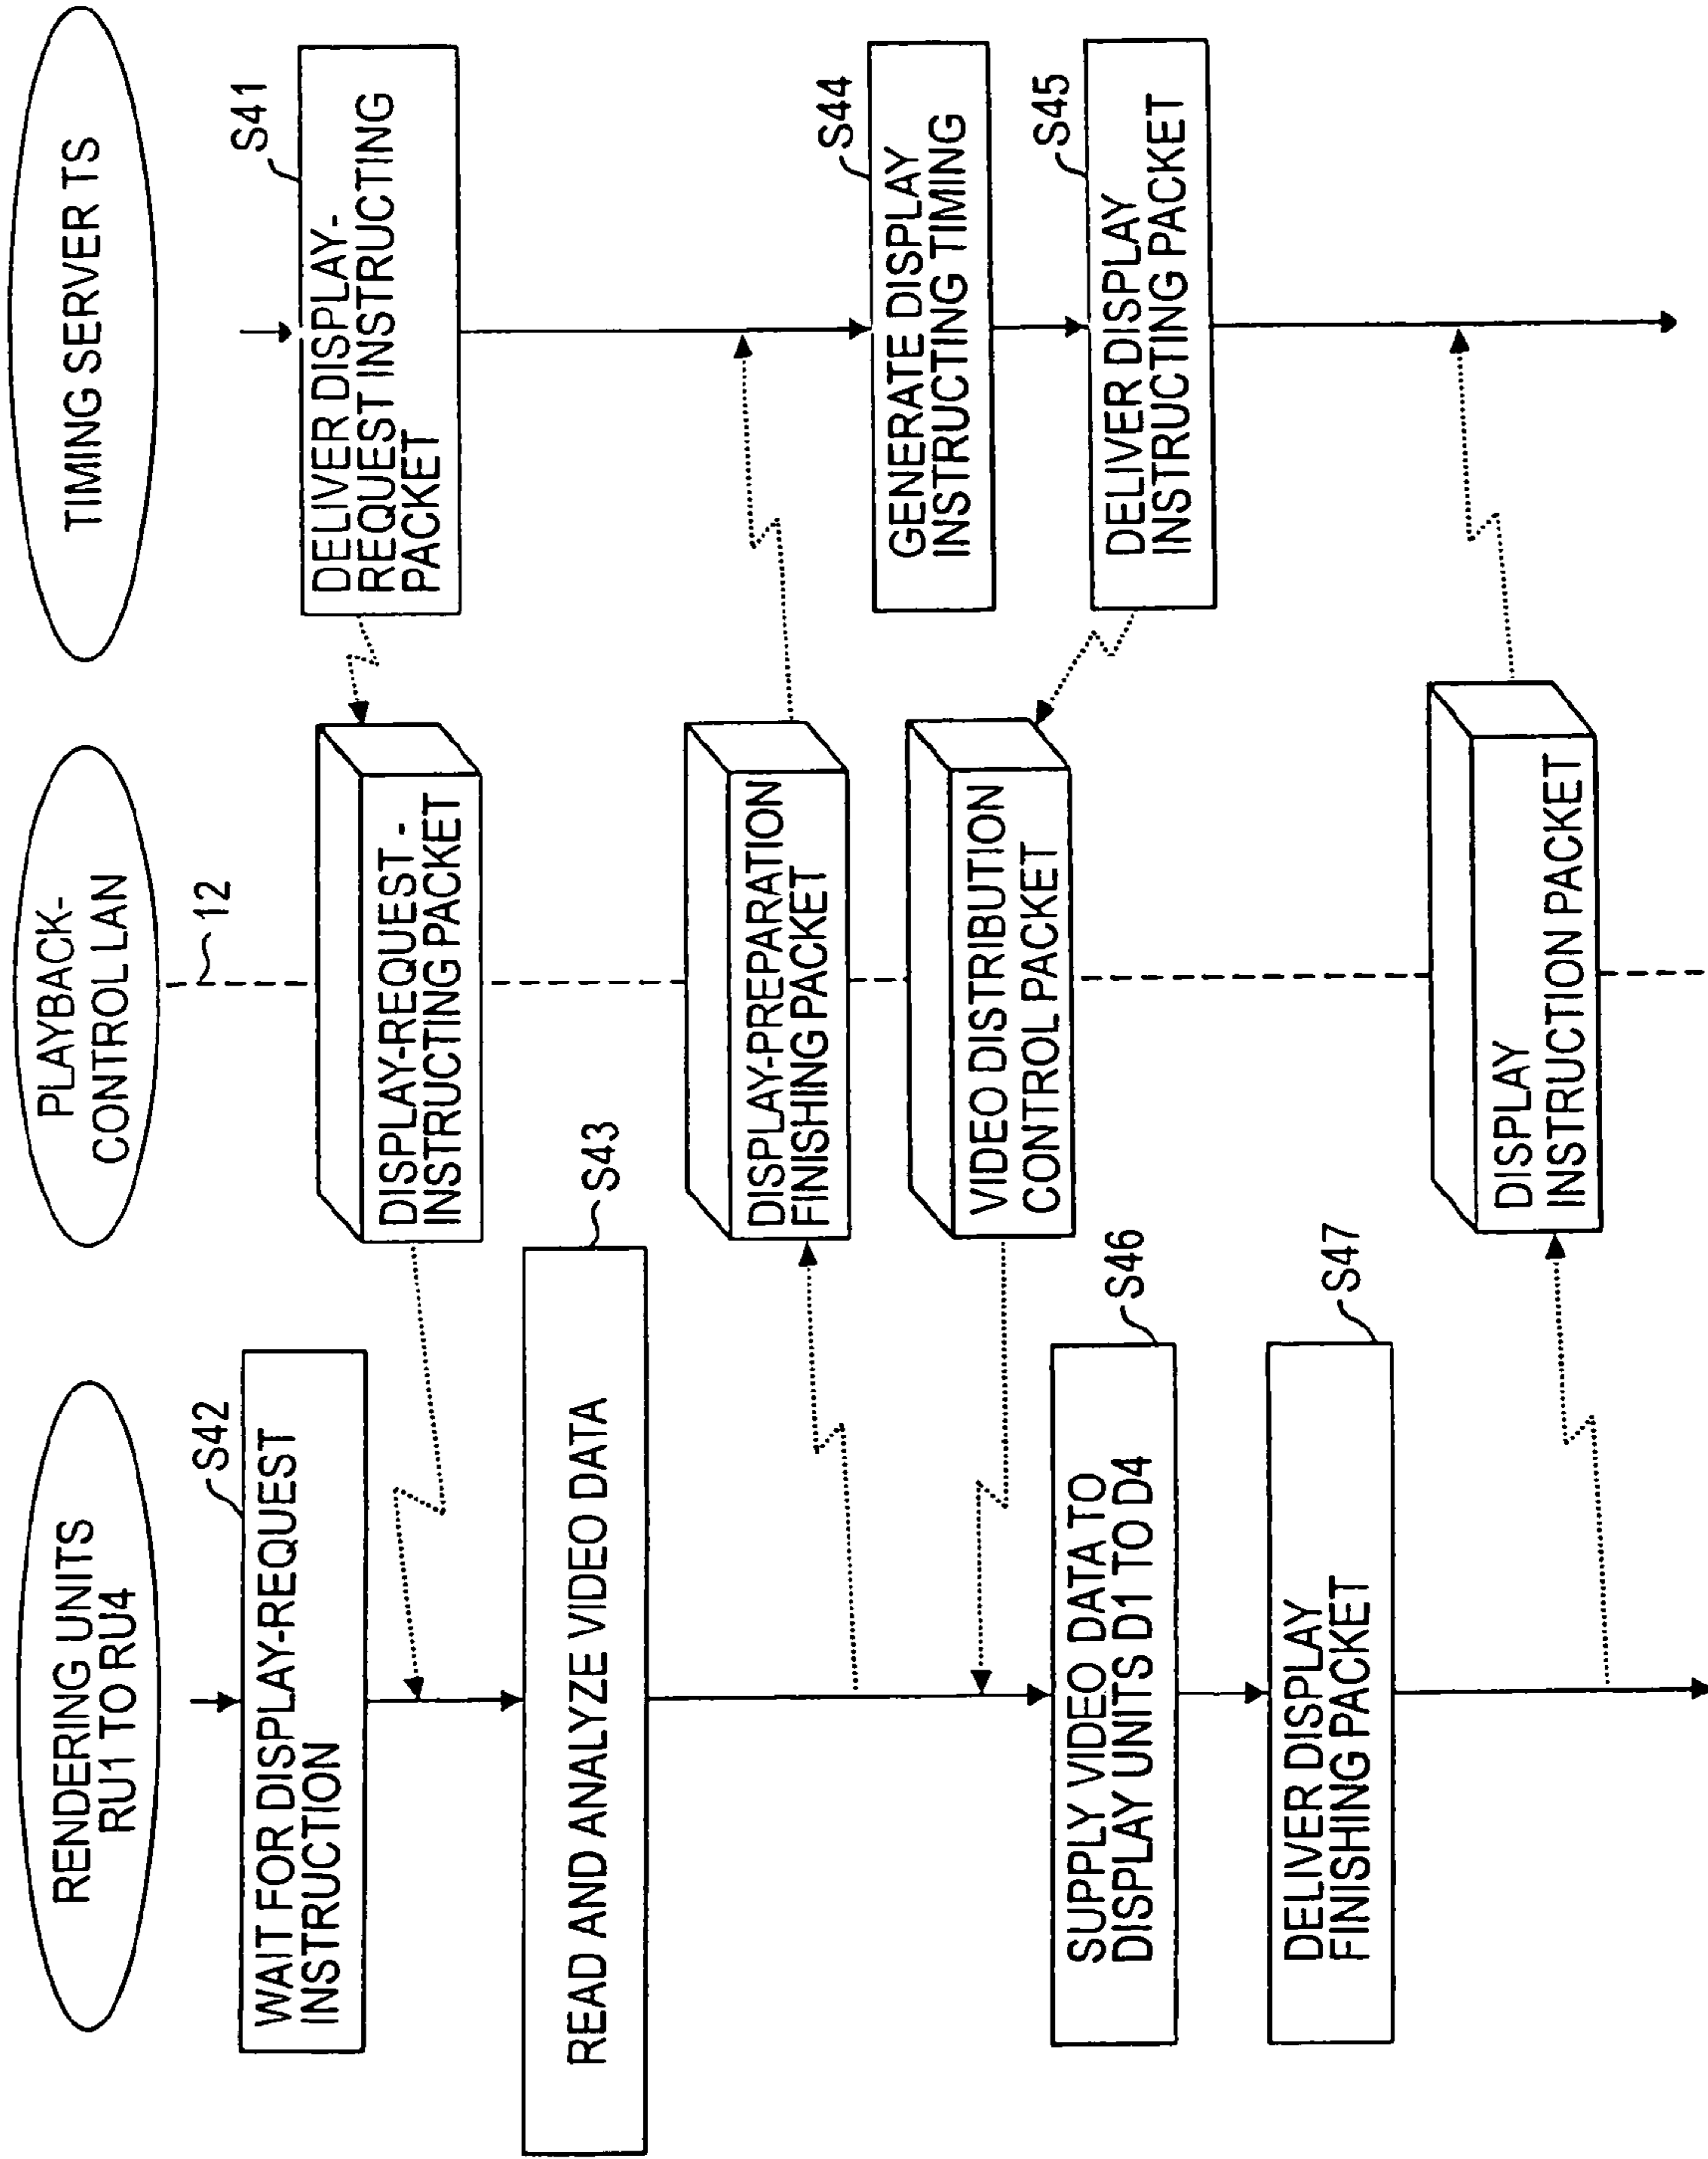 RENDERING UNITS
RU1 TO RU4
PLAYBACK-
CONTROL LAN
TIMING SERVER TS
12
S42
WAIT FOR DISPLAY-REQUEST
INSTRUCTION
S41
DELIVER DISPLAY-
REQUEST INSTRUCTING
PACKET
DISPLAY-REQUEST-
INSTRUCTING PACKET
S43
READ AND ANALYZE VIDEO DATA
DISPLAY-PREPARATION
FINISHING PACKET
S44
GENERATE DISPLAY
INSTRUCTING TIMING
VIDEO DISTRIBUTION
CONTROL PACKET
S45
DELIVER DISPLAY
INSTRUCTING PACKET
S46
SUPPLY VIDEO DATA TO
DISPLAY UNITS D1 TO D4
S47
DELIVER DISPLAY
FINISHING PACKET
DISPLAY
INSTRUCTION PACKET